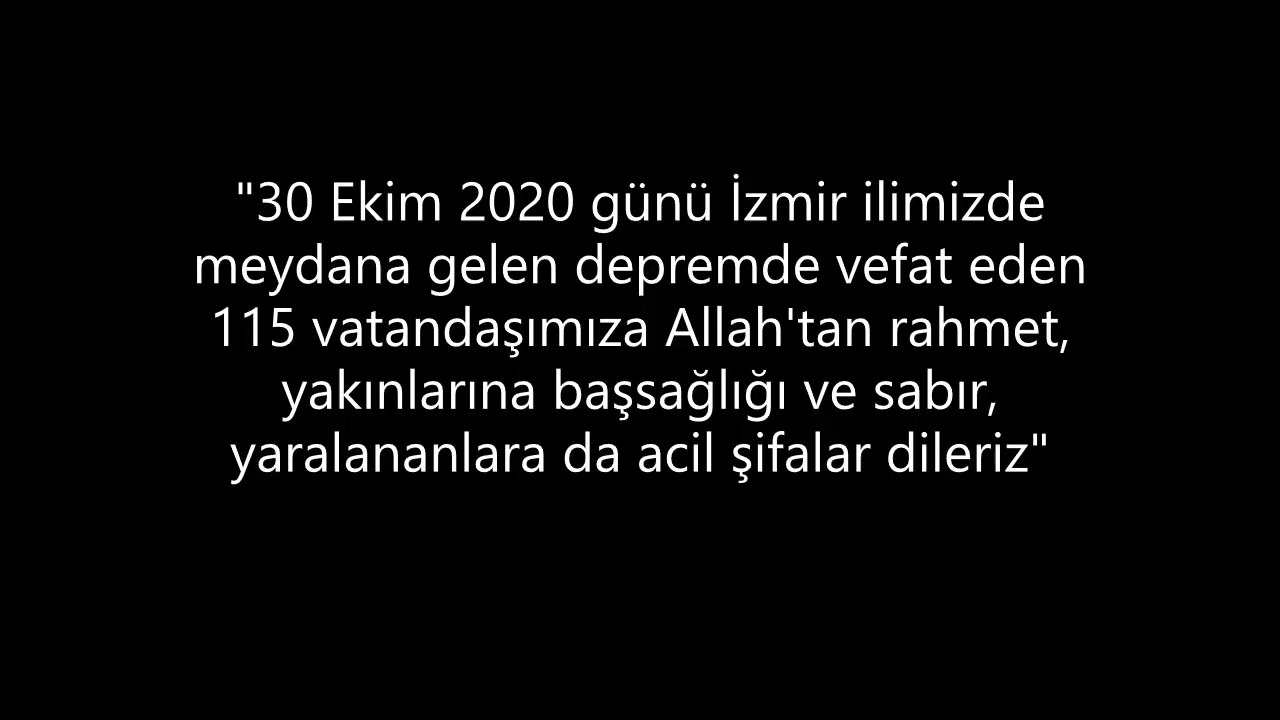 "30 Ekim 2020 günü İzmir ilimizde
meydana gelen depremde vefat eden
115 vatandaşımıza Allah'tan rahmet,
yakınlarına başsağlığı ve sabır,
yaralananlara da acil şifalar dileriz"